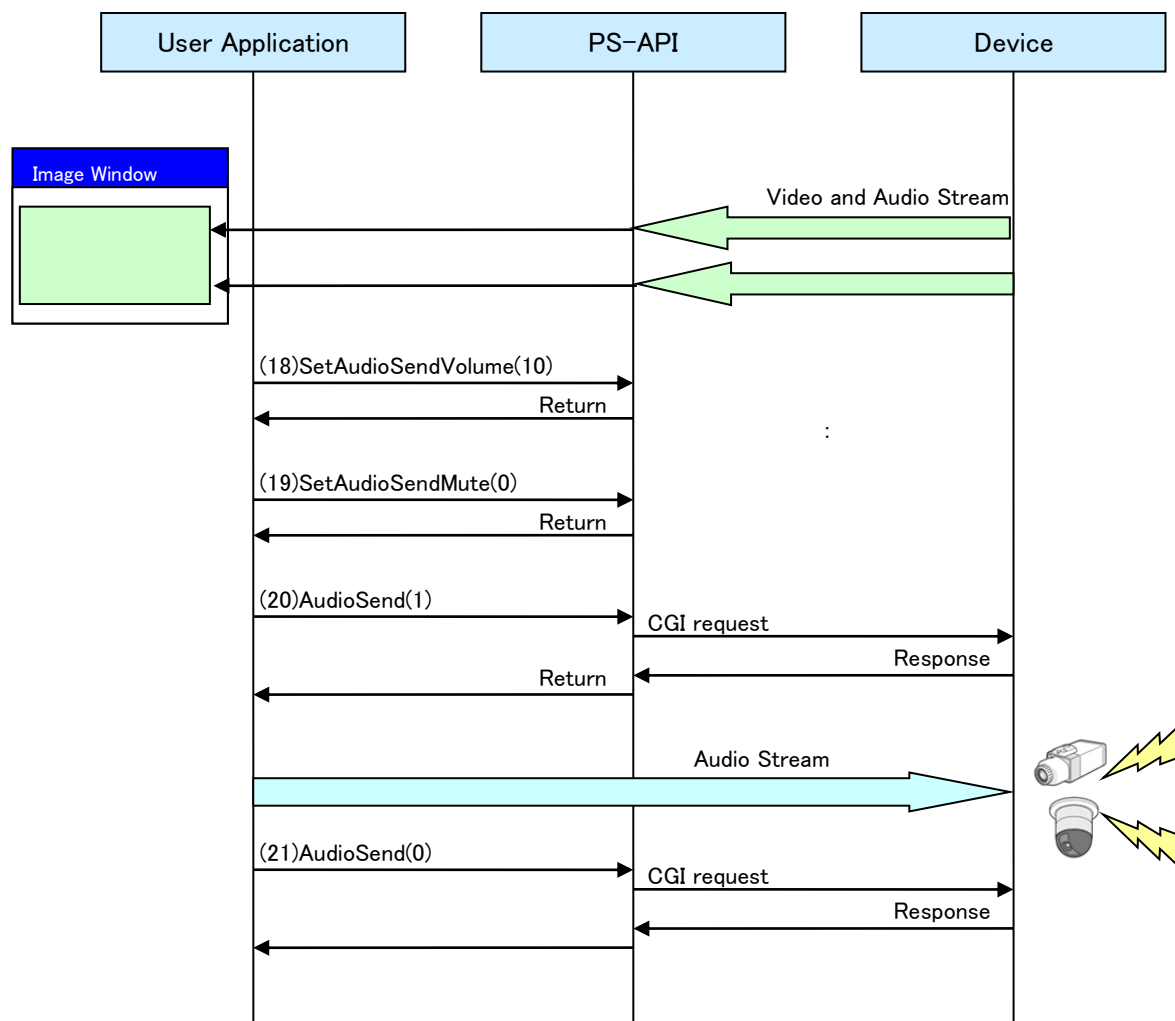 User Application
PS-API
Device
Image Window
Video and Audio Stream
(18)SetAudioSendVolume(10)
Return
:
(19)SetAudioSendMute(0)
Return
(20)AudioSend(1)
CGI request
Response
Return
Audio Stream
(21)AudioSend(0)
CGI request
Response